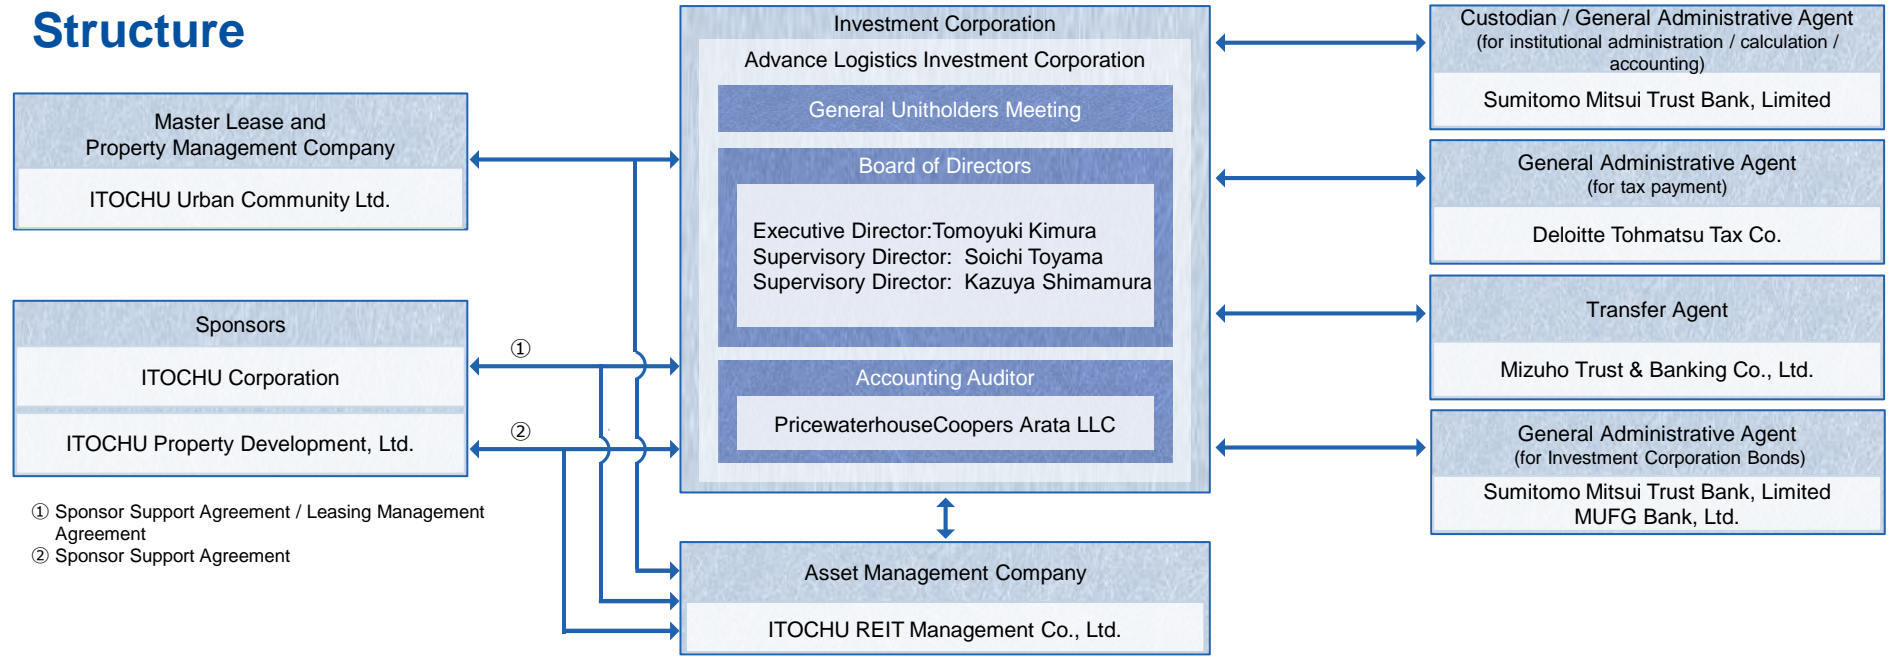 Structure
Master Lease and
Property Management Company
ITOCHU Urban Community Ltd.
Sponsors
ITOCHU Corporation
ITOCHU Property Development, Ltd.
①
②
① Sponsor Support Agreement / Leasing Management
Agreement
② Sponsor Support Agreement
Investment Corporation
Advance Logistics Investment Corporation
General Unitholders Meeting
Board of Directors
Executive Director:Tomoyuki Kimura
Supervisory Director: Soichi Toyama
Supervisory Director: Kazuya Shimamura
Accounting Auditor
PricewaterhouseCoopers Arata LLC
Asset Management Company
ITOCHU REIT Management Co., Ltd.
Custodian / General Administrative Agent
(for institutional administration / calculation /
accounting)
Sumitomo Mitsui Trust Bank, Limited
General Administrative Agent
(for tax payment)
Deloitte Tohmatsu Tax Co.
Transfer Agent
Mizuho Trust & Banking Co., Ltd.
General Administrative Agent
(for Investment Corporation Bonds)
Sumitomo Mitsui Trust Bank, Limited
MUFG Bank, Ltd.